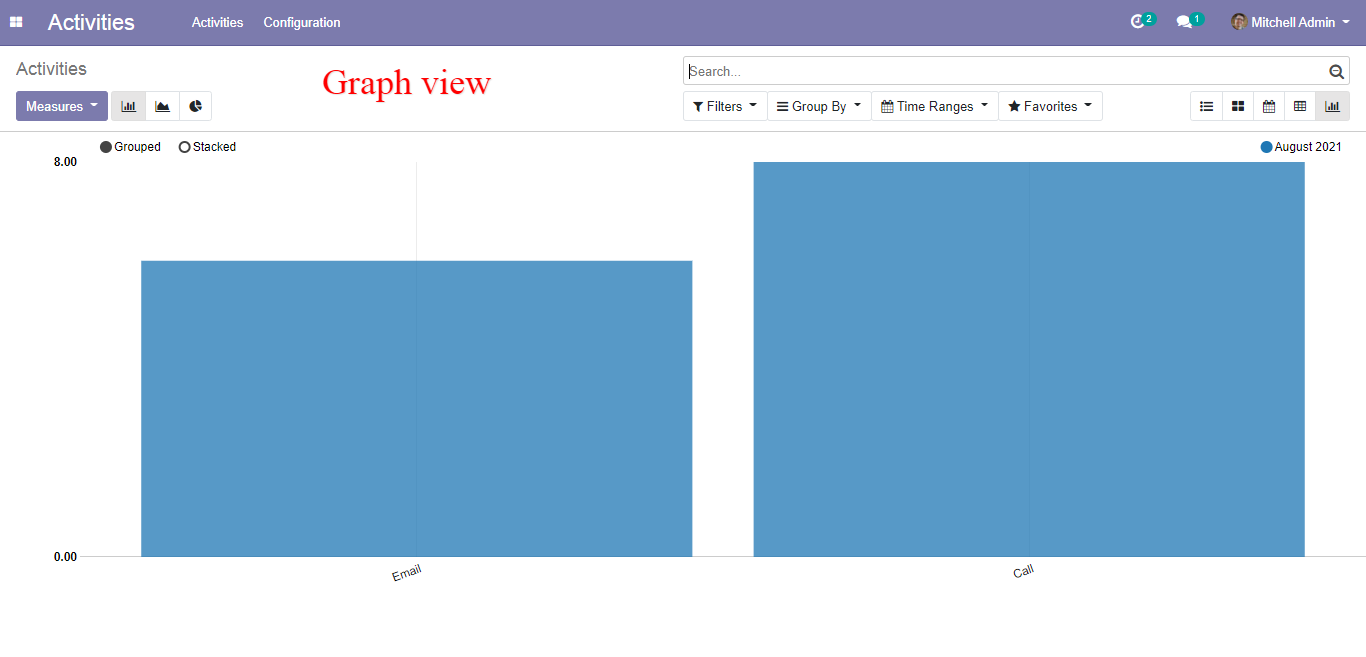 Activities Activities Configuration 2 1 Mitchell Admin
Activities
Graph view
Search...
Measures
Filters Group By Time Ranges Favorites
Grouped Stacked August 2021
8.00
0.00
Email Call